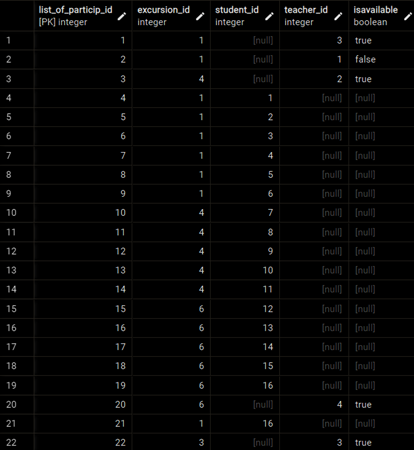 list_of_particip_id excursion_id student_id teacher_id isavailable
[PK] integer integer integer integer boolean
1 1 1 [null] 3 true
2 2 1 [null] 1 false
3 3 4 [null] 2 true
4 4 1 1 [null] [null]
5 5 1 2 [null] [null]
6 6 1 3 [null] [null]
7 7 1 4 [null] [null]
8 8 1 5 [null] [null]
9 9 1 6 [null] [null]
10 10 4 7 [null] [null]
11 11 4 8 [null] [null]
12 12 4 9 [null] [null]
13 13 4 10 [null] [null]
14 14 4 11 [null] [null]
15 15 6 12 [null] [null]
16 16 6 13 [null] [null]
17 17 6 14 [null] [null]
18 18 6 15 [null] [null]
19 19 6 16 [null] [null]
20 20 6 [null] 4 true
21 21 1 16 [null] [null]
22 22 3 [null] 3 true